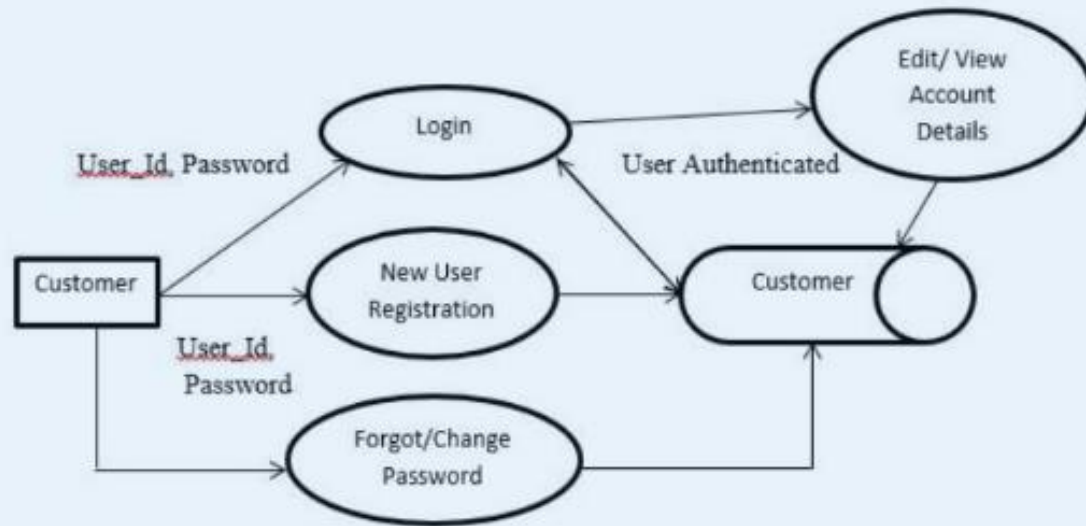 Edit/ View
Account
Details
Login
User_Id, Password
User Authenticated
Customer
New User
Registration
Customer
User_Id,
Password
Forgot/Change
Password